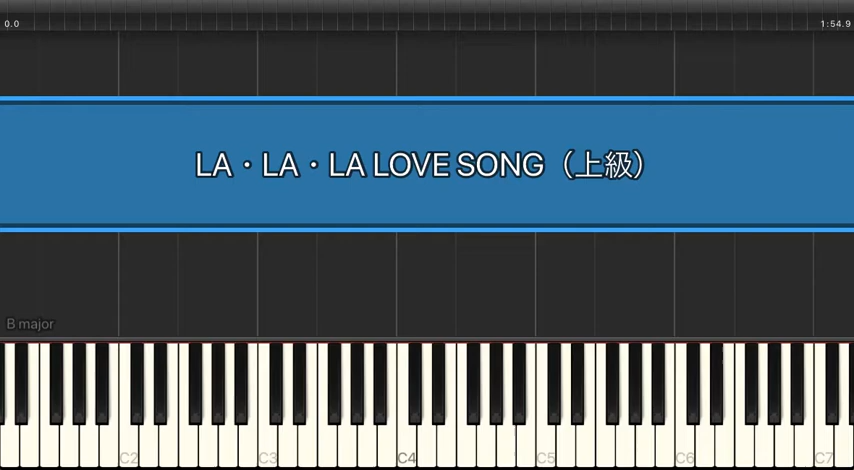 0.0 1:54.9
LA・LA・LA LOVE SONG（上級）
B major
C2 C3 C4 C5 C6 C7